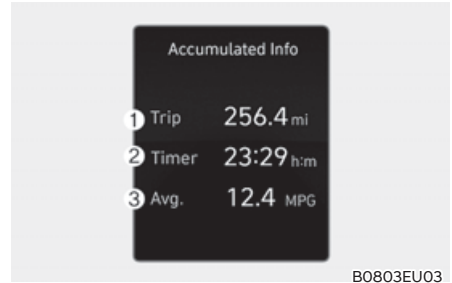 Accumulated Info
1 Trip 256.4 mi
2 Timer 23:29 h:m
3 Avg. 12.4 MPG
B0803EU03